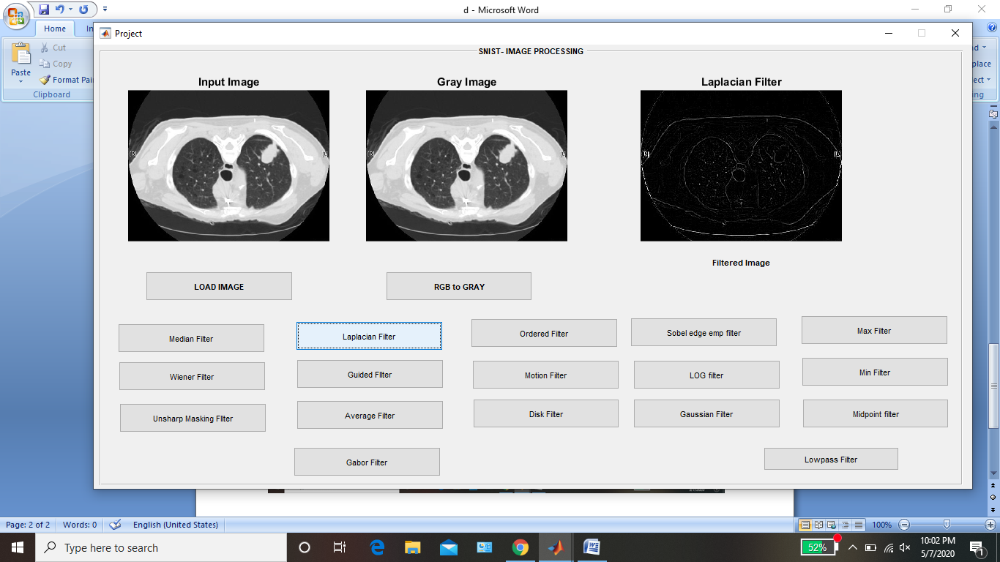 d - Microsoft Word
Home
In
Cut
Copy
Paste
Format Pai
Clipboard
nd
place
ect
ing
Project
SNIST- IMAGE PROCESSING
Input Image
Gray Image
Laplacian Filter
[R]
[R]
[R]
Filtered Image
LOAD IMAGE
RGB to GRAY
Median Filter
Laplacian Filter
Ordered Filter
Sobel edge emp filter
Max Filter
Wiener Filter
Guided FIlter
Motion Filter
LOG filter
Min Filter
Unsharp Masking FIlter
Average Filter
Disk Filter
Gaussian Filter
Midpoint filter
Gabor Filter
Lowpass Filter
Page: 2 of 2
Words: 0
English (United States)
100%
Type here to search
52%
10:02 PM
5/7/2020
1